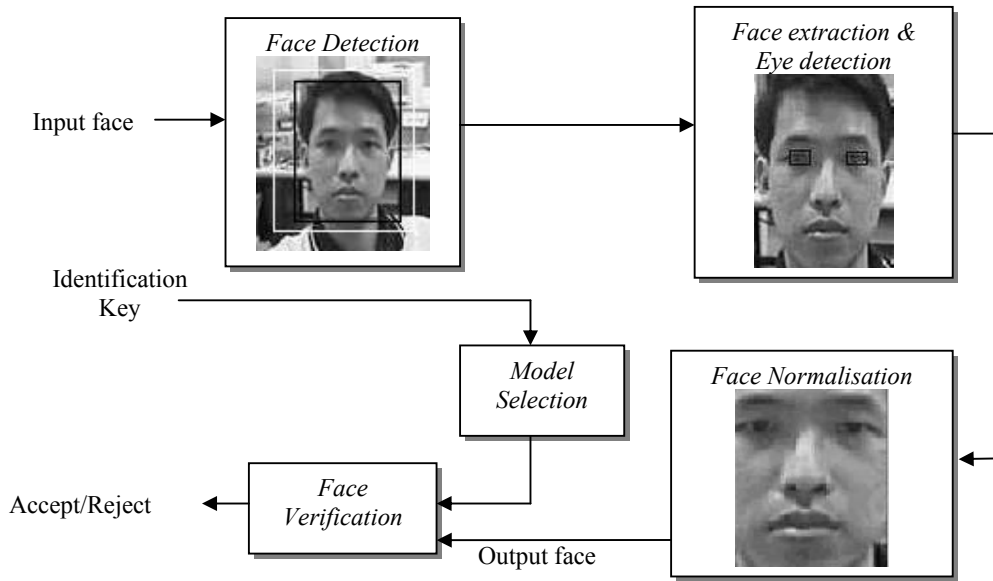 Face Detection
Face extraction &
Eye detection
Input face
Identification
Key
Model
Selection
Face Normalisation
Accept/Reject
Face
Verification
Output face